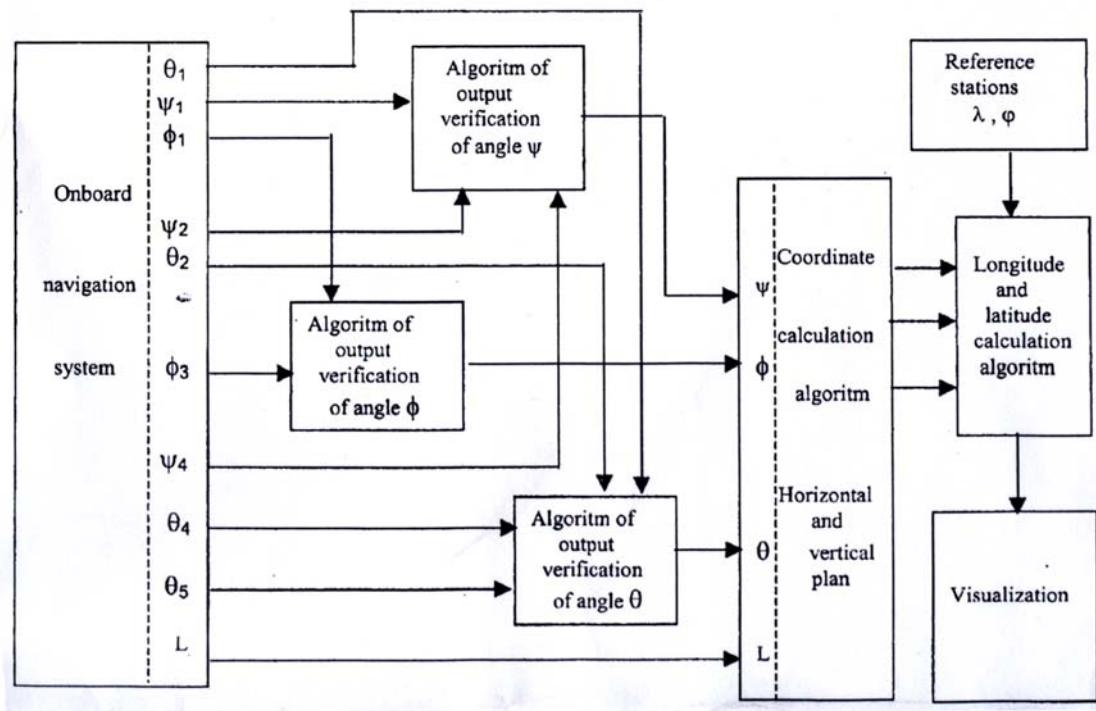 Onboard
navigation
system
θ1
ψ1
ϕ1
ψ2
θ2
ϕ3
ψ4
θ4
θ5
L
Algoritm of
output
verification
of angle ψ
Algoritm of
output
verification
of angle ϕ
Algoritm of
output
verification
of angle θ
ψ
ϕ
θ
L
Coordinate
calculation
algoritm
Horizontal
and
vertical
plan
Reference
stations
λ , φ
Longitude
and
latitude
calculation
algoritm
Visualization